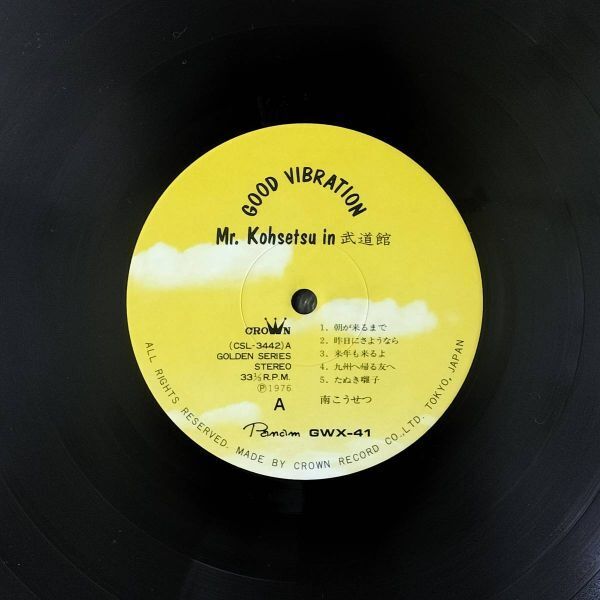 GOOD VIBRATION
Mr. Kohsetsu in 武道館
CROWN
(CSL-3442)A
GOLDEN SERIES
STEREO
33⅓R.P.M.
Ⓟ1976
A
1. 朝が来るまで
2. 昨日にさようなら
3. 来年も来るよ
4. 九州へ帰る友へ
5. たぬき囃子
南こうせつ
Panam GWX-41
ALL RIGHTS RESERVED. MADE BY CROWN RECORD CO.,LTD. TOKYO, JAPAN